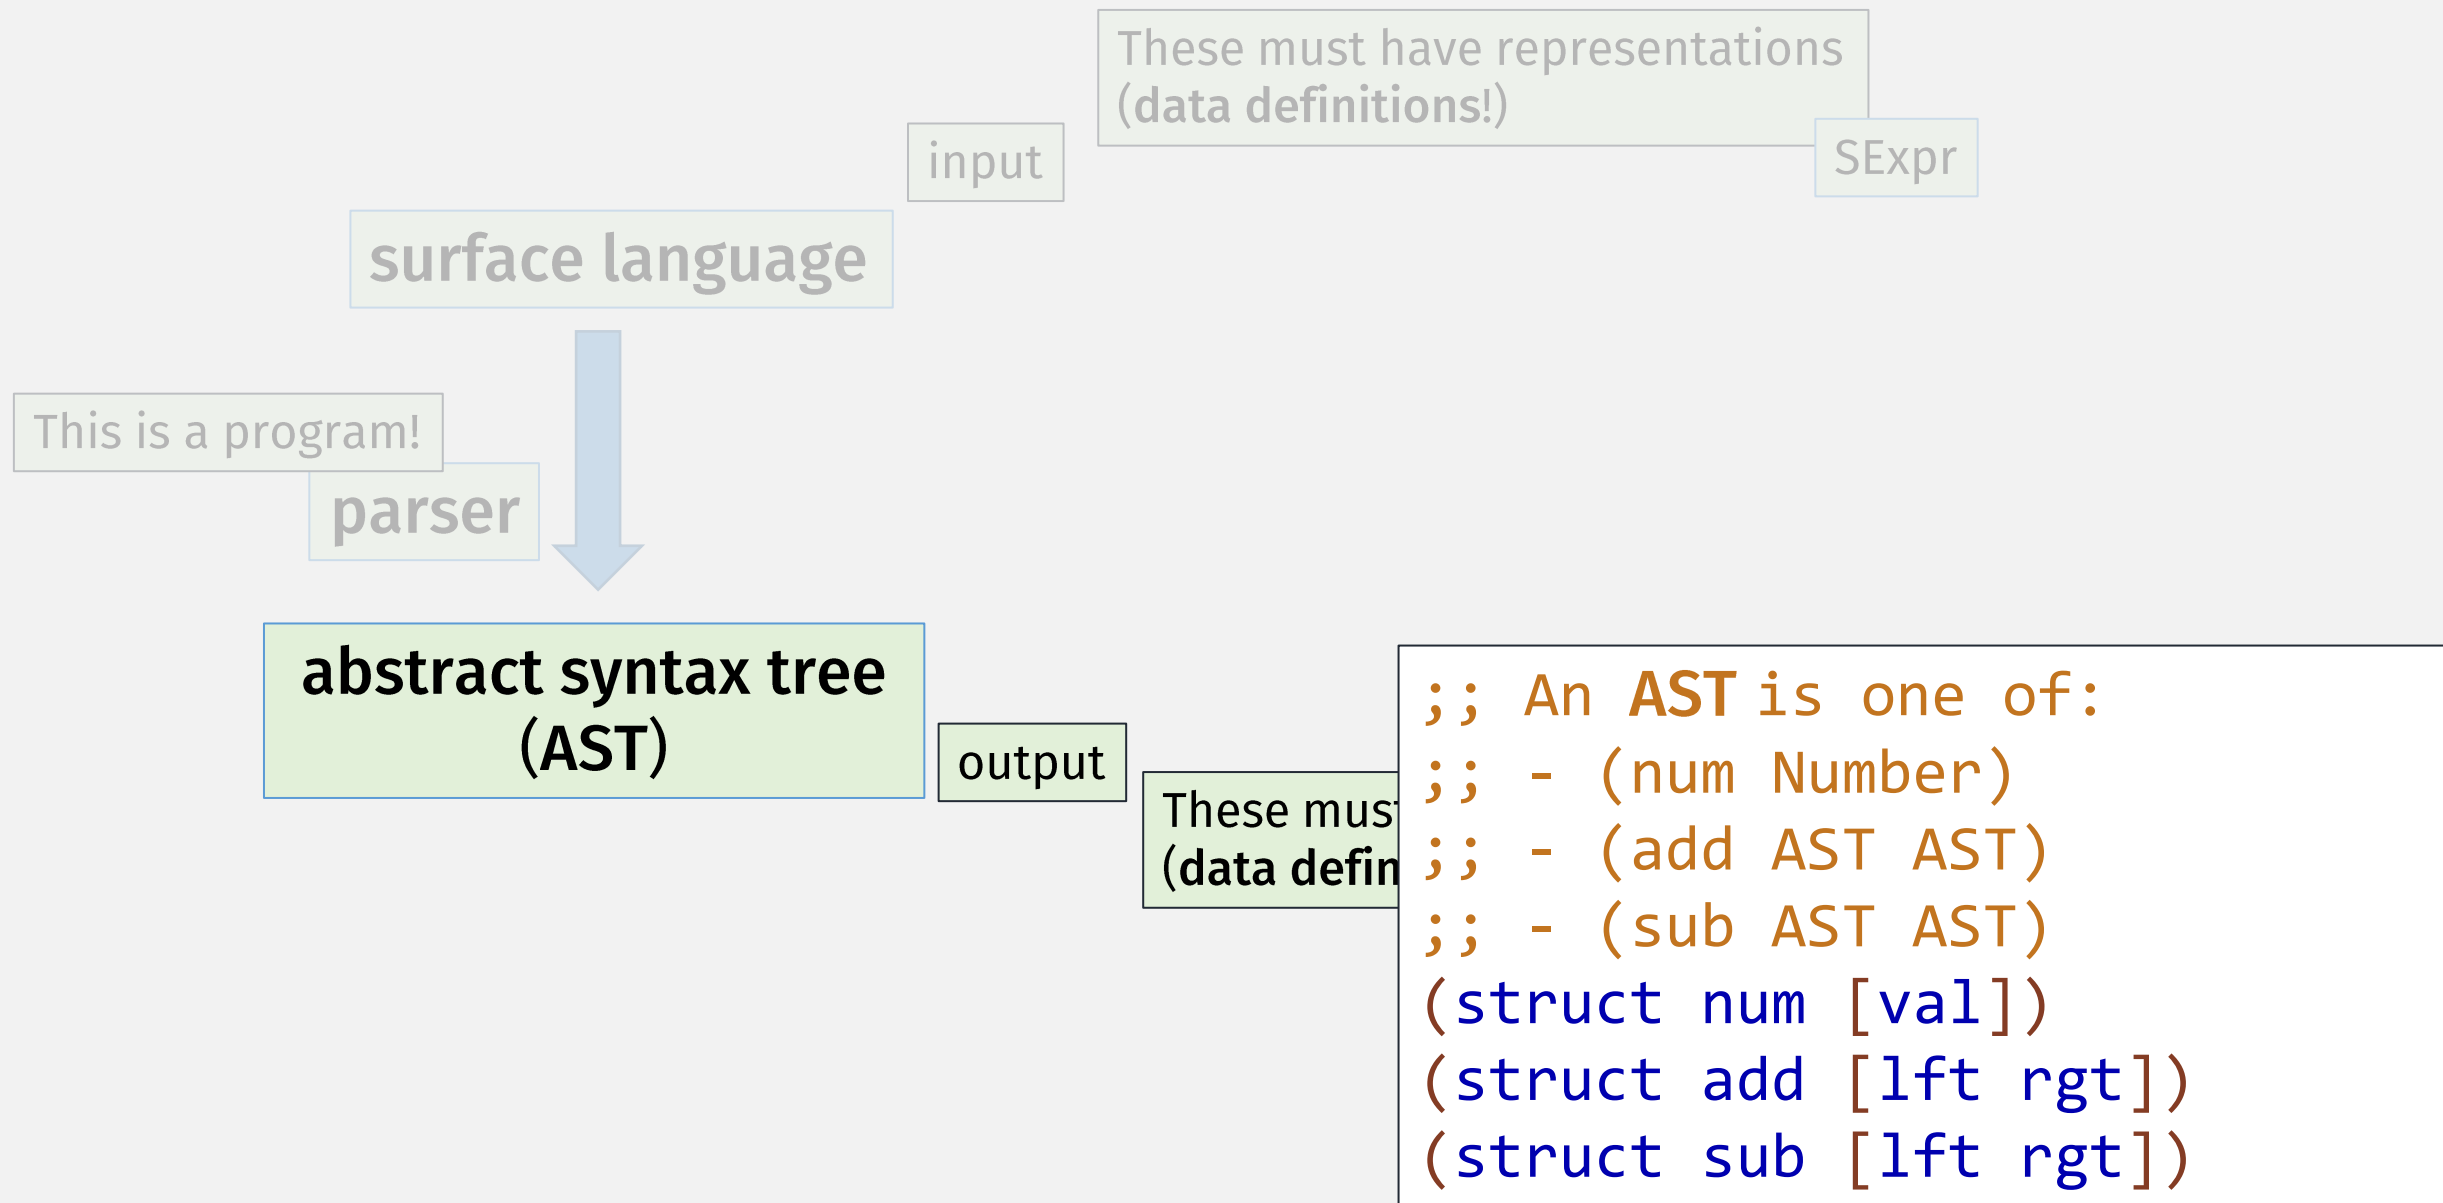 These must have representations
(data definitions!)
input
SExpr
surface language
This is a program!
parser
abstract syntax tree
(AST)
output
These must
(data defin
;; An AST is one of:
;; - (num Number)
;; - (add AST AST)
;; - (sub AST AST)
(struct num [val])
(struct add [lft rgt])
(struct sub [lft rgt])